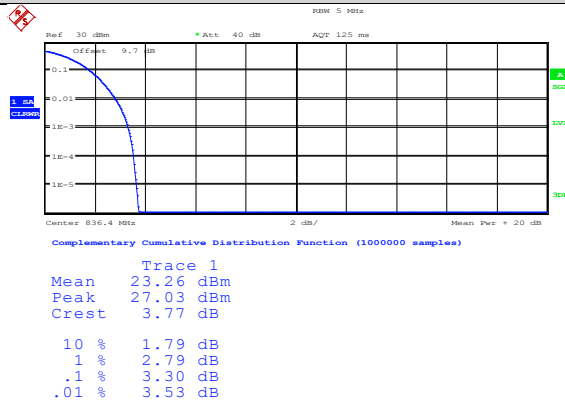 RBW 5 MHz
Ref 30 dBm * Att 40 dB AQT 125 ms
Offset 9.7 dB
0.1
A
SGL
1 SA
0.01
CLRWR
1E-3
LVL
1E-4
1E-5
3DB
Center 836.4 MHz 2 dB/ Mean Pwr + 20 dB
Complementary Cumulative Distribution Function (1000000 samples)
Trace 1
Mean 23.26 dBm
Peak 27.03 dBm
Crest 3.77 dB
10 % 1.79 dB
1 % 2.79 dB
.1 % 3.30 dB
.01 % 3.53 dB